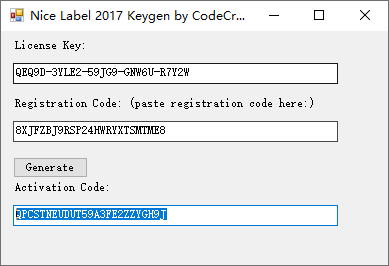 Nice Label 2017 Keygen by CodeCr...
License Key:
QEQ9D-3YLE2-59JG9-GNW6U-R7Y2W
Registration Code: (paste registration code here:)
8XJFZBJ9RSP24HWRYXTSMTME8
Generate
Activation Code:
QPCSTNEUDUT59A3FE2ZZYGH9J